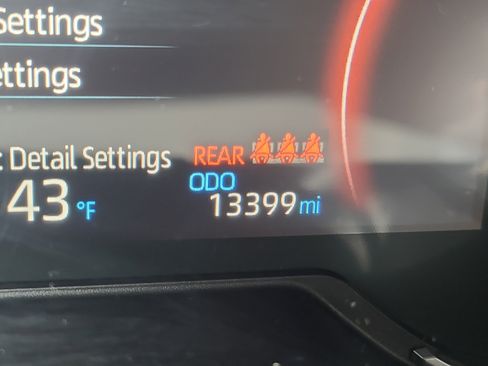 Settings
ettings
: Detail Settings
REAR
43 °F
ODO
13399 mi